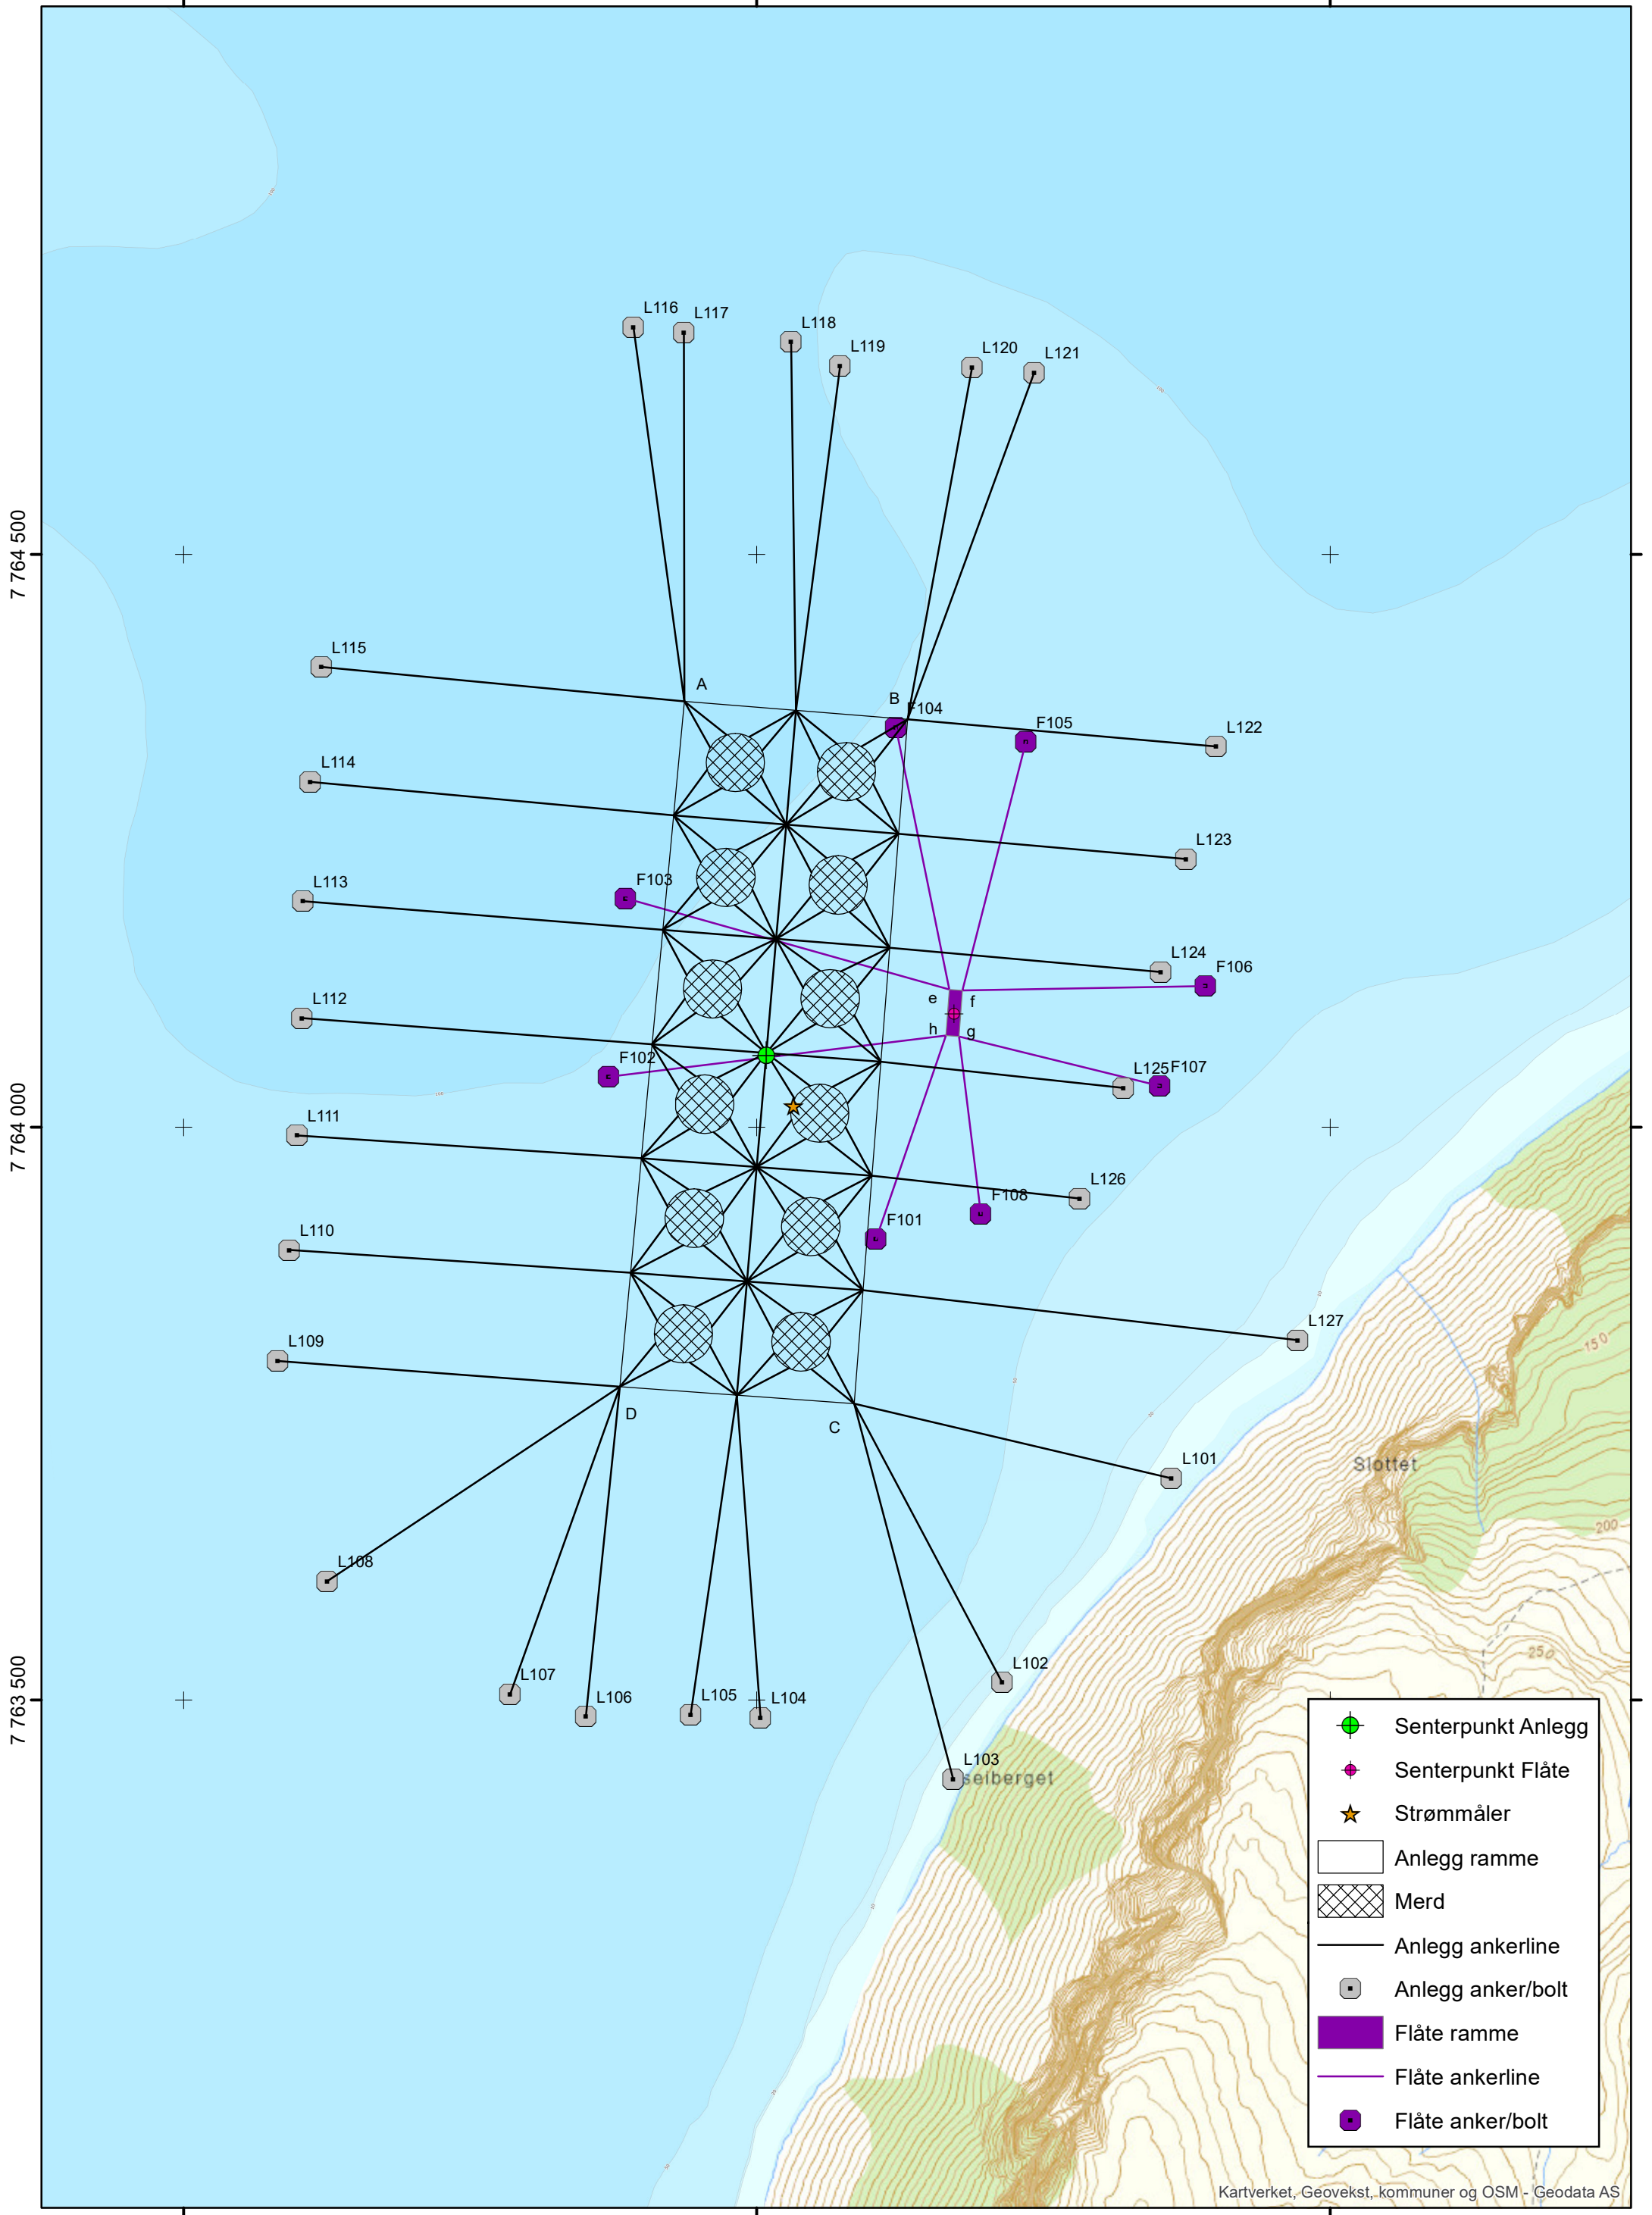 L116
L117
L118
L119
L120
L121
7 764 500
L115
A
B
F104
F105
L122
L114
L123
F103
L113
L124
F106
e
f
L112
h
g
F102
L125
F107
7 764 000
L111
L126
F108
F101
L110
L127
150
L109
D
C
Slottet
L101
200
L108
250
L102
L107
L106
L105
L104
7 763 500
L103
seiberget
Senterpunkt Anlegg
Senterpunkt Flåte
Strømmåler
Anlegg ramme
Merd
Anlegg ankerline
Anlegg anker/bolt
Flåte ramme
Flåte ankerline
Flåte anker/bolt
Kartverket, Geovekst, kommuner og OSM - Geodata AS